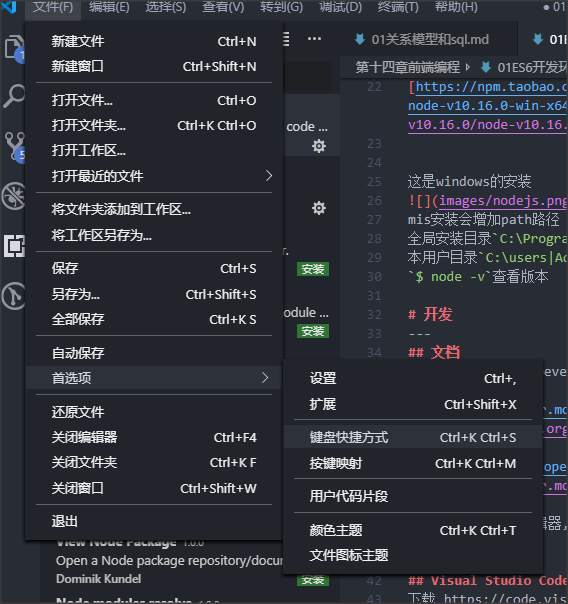 文件(F) 编辑(E) 选择(S) 查看(V) 转到(G) 调试(D) 终端(T) 帮助(H)
新建文件 Ctrl+N
新建窗口 Ctrl+Shift+N
打开文件... Ctrl+O
打开文件夹... Ctrl+K Ctrl+O
打开工作区...
打开最近的文件
将文件夹添加到工作区...
将工作区另存为...
保存 Ctrl+S
另存为... Ctrl+Shift+S
全部保存 Ctrl+K S
自动保存
首选项
还原文件
关闭编辑器 Ctrl+F4
关闭文件夹 Ctrl+K F
关闭窗口 Ctrl+Shift+W
退出
设置 Ctrl+,
扩展 Ctrl+Shift+X
键盘快捷方式 Ctrl+K Ctrl+S
按键映射 Ctrl+K Ctrl+M
用户代码片段
颜色主题 Ctrl+K Ctrl+T
文件图标主题
1
5
code ...
安装
odule ...
安装
View Node Package 1.0.0
Open a Node package repository/docu
Dominik Kundel
安装
Node modules resolve
01关系模型和sql.md
第十四章前端编程 › 01ES6开发环
22 [https://npm.taobao.o
node-v10.16.0-win-x64
v10.16.0/node-v10.16.
23
24
25 这是windows的安装
26 ![](images/nodejs.png
27 mis安装会增加path路径
28 全局安装目录`C:\Progra
29 本用户目录`C:\users|Ad
30 `$ node -v`查看版本
31
32 # 开发
33 ---
34 ## 文档
42 ## Visual Studio Code
43 下载 https://code.vis